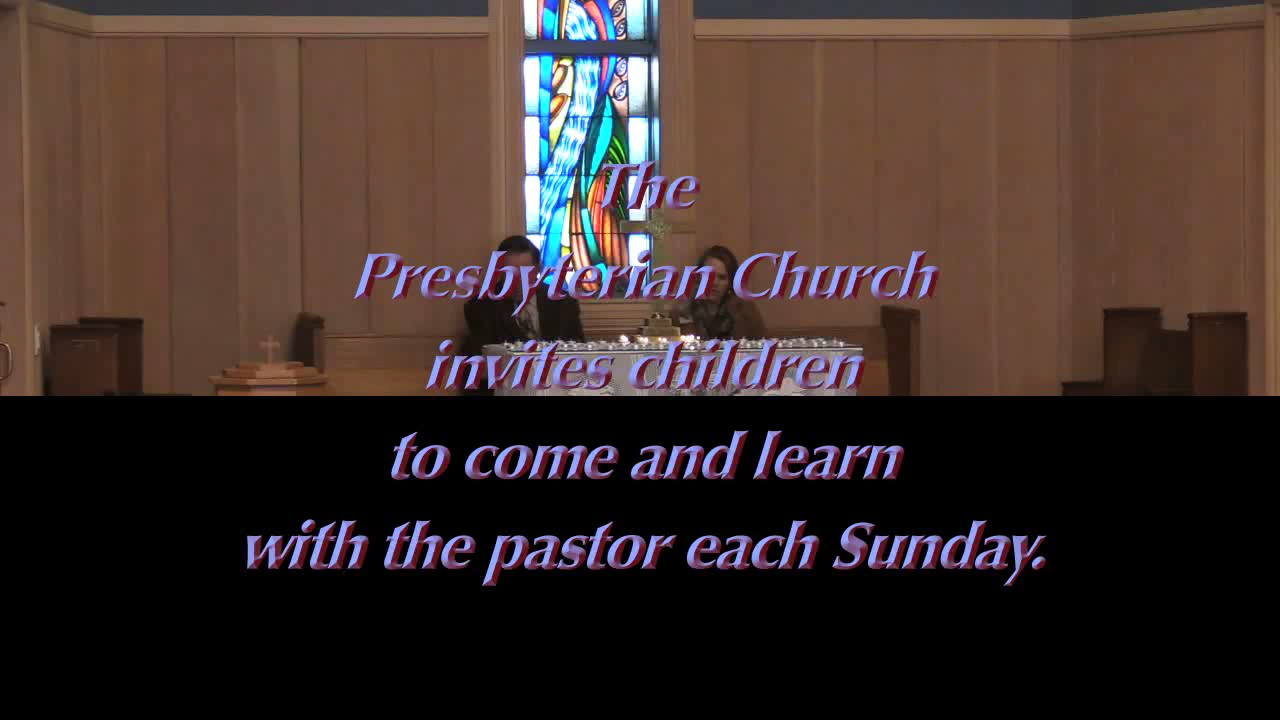 The
Presbyterian Church
invites children
to come and learn
with the pastor each Sunday.